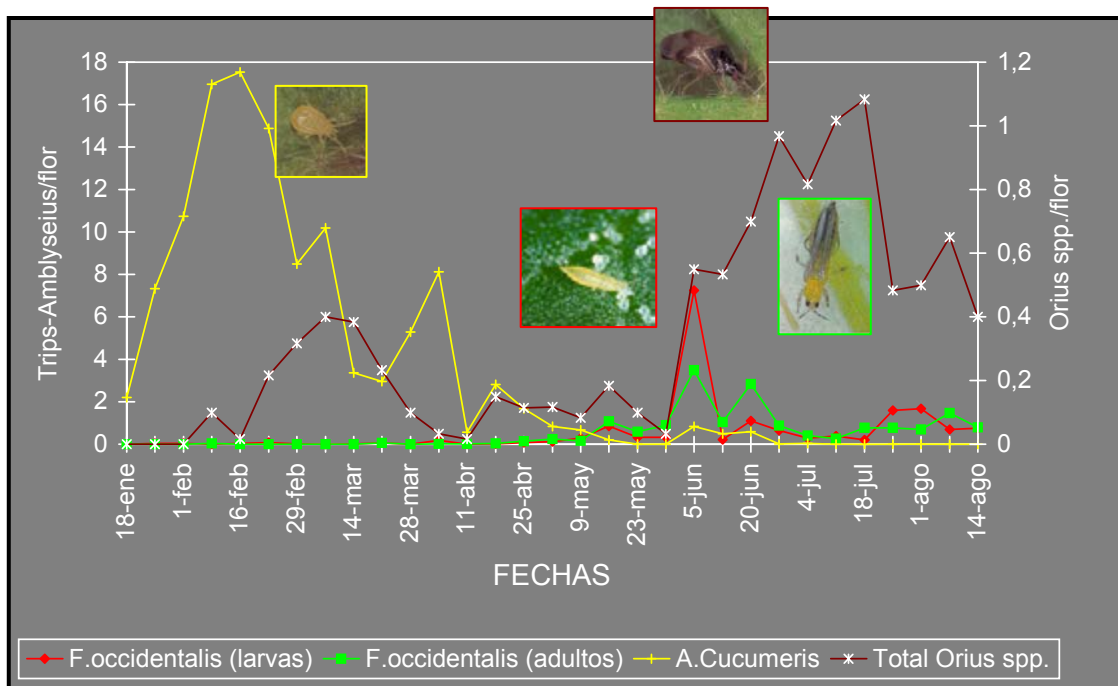 18
16
14
12
10
8
6
4
2
0
Trips-Amblyseius/flor
1,2
1
0,8
0,6
0,4
0,2
0
Orius spp./flor
18-ene
1-feb
16-feb
29-feb
14-mar
28-mar
11-abr
25-abr
9-may
23-may
5-jun
20-jun
4-jul
18-jul
1-ago
14-ago
FECHAS
F.occidentalis (larvas) F.occidentalis (adultos) A.Cucumeris Total Orius spp.